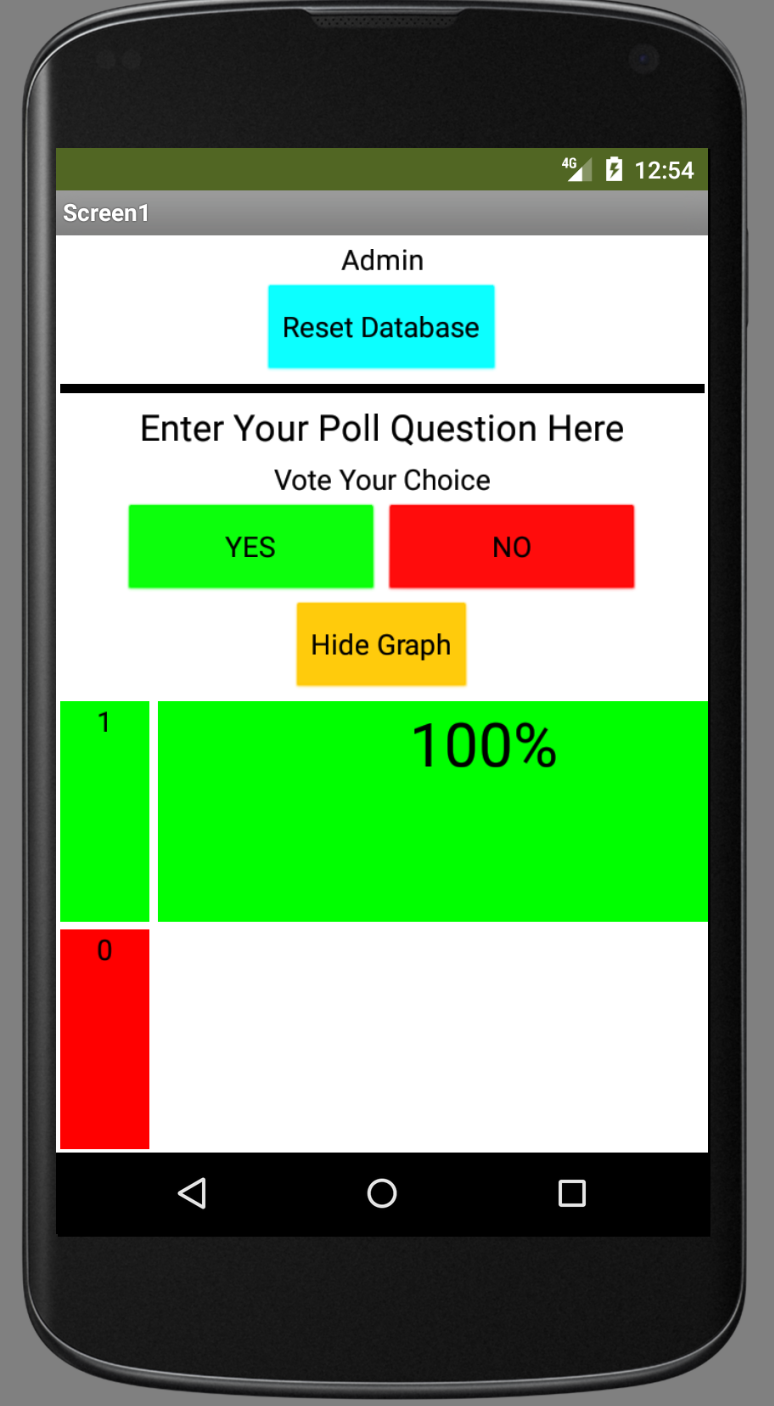 4G 12:54
Screen1
Admin
Reset Database
Enter Your Poll Question Here
Vote Your Choice
YES NO
Hide Graph
1 100%
0